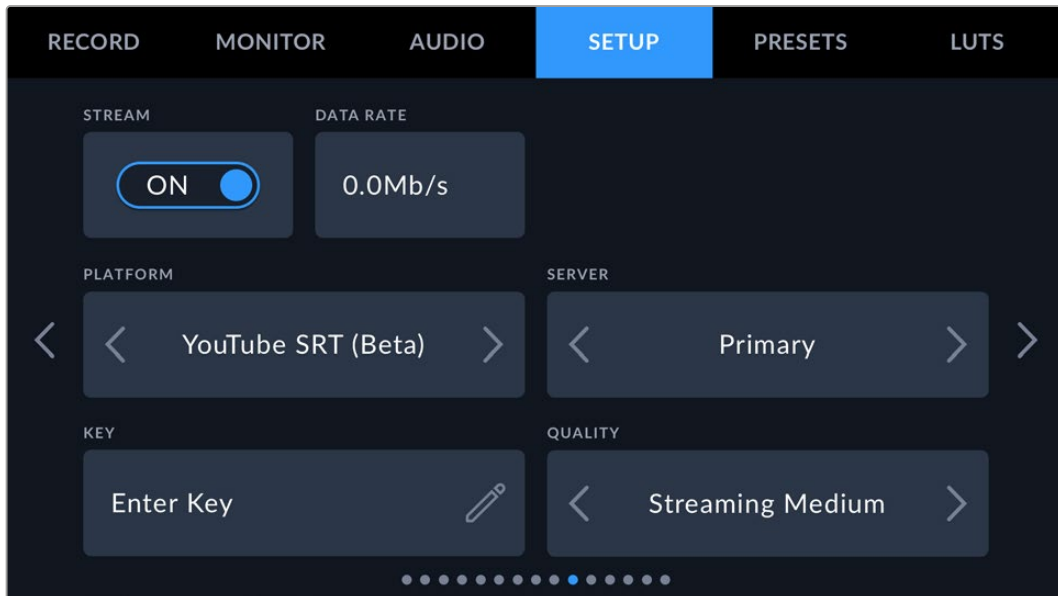 RECORD MONITOR AUDIO SETUP PRESETS LUTS
STREAM DATA RATE
ON 0.0Mb/s
PLATFORM SERVER
YouTube SRT (Beta) Primary
KEY QUALITY
Enter Key Streaming Medium